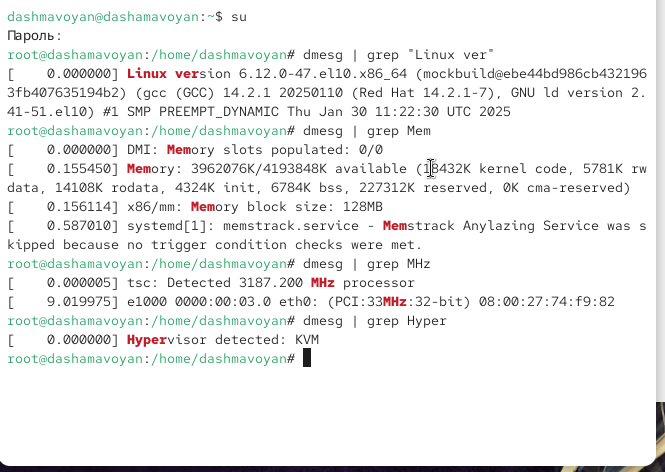 dashmavoyan@dashamavoyan:~$ su
Пароль:
root@dashamavoyan:/home/dashmavoyan# dmesg | grep "Linux ver"
[    0.000000] Linux version 6.12.0-47.el10.x86_64 (mockbuild@ebe44bd986cb432196
3fb407635194b2) (gcc (GCC) 14.2.1 20250110 (Red Hat 14.2.1-7), GNU ld version 2.
41-51.el10) #1 SMP PREEMPT_DYNAMIC Thu Jan 30 11:22:30 UTC 2025
root@dashamavoyan:/home/dashmavoyan# dmesg | grep Mem
[    0.000000] DMI: Memory slots populated: 0/0
[    0.155450] Memory: 3962076K/4193848K available (18432K kernel code, 5781K rw
data, 14108K rodata, 4324K init, 6784K bss, 227312K reserved, 0K cma-reserved)
[    0.156114] x86/mm: Memory block size: 128MB
[    0.587010] systemd[1]: memstrack.service - Memstrack Anylazing Service was s
kipped because no trigger condition checks were met.
root@dashamavoyan:/home/dashmavoyan# dmesg | grep MHz
[    0.000005] tsc: Detected 3187.200 MHz processor
[    9.019975] e1000 0000:00:03.0 eth0: (PCI:33MHz:32-bit) 08:00:27:74:f9:82
root@dashamavoyan:/home/dashmavoyan# dmesg | grep Hyper
[    0.000000] Hypervisor detected: KVM
root@dashamavoyan:/home/dashmavoyan#